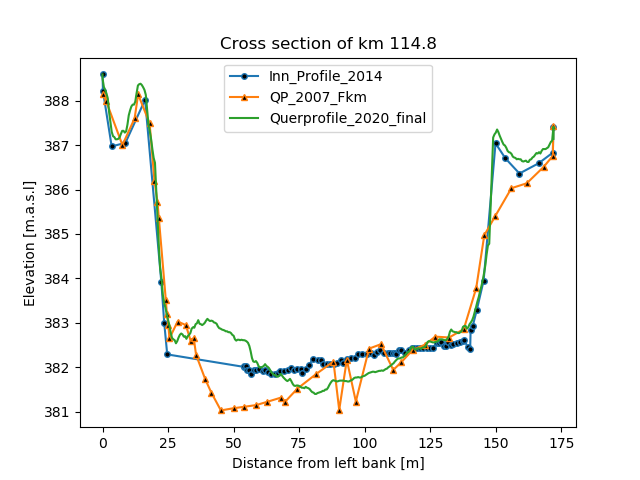 Cross section of km 114.8
Inn_Profile_2014
QP_2007_Fkm
Querprofile_2020_final
Elevation [m.a.s.l]
388
387
386
385
384
383
382
381
0 25 50 75 100 125 150 175
Distance from left bank [m]